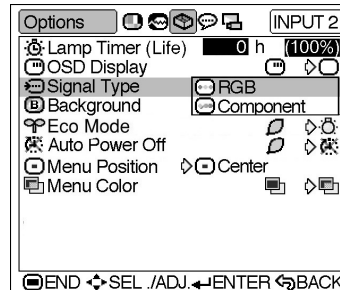 Options INPUT 2
Lamp Timer (Life) 0 h (100%)
OSD Display
Signal Type RGB
Background Component
Eco Mode
Auto Power Off
Menu Position Center
Menu Color
END SEL./ADJ. ENTER BACK